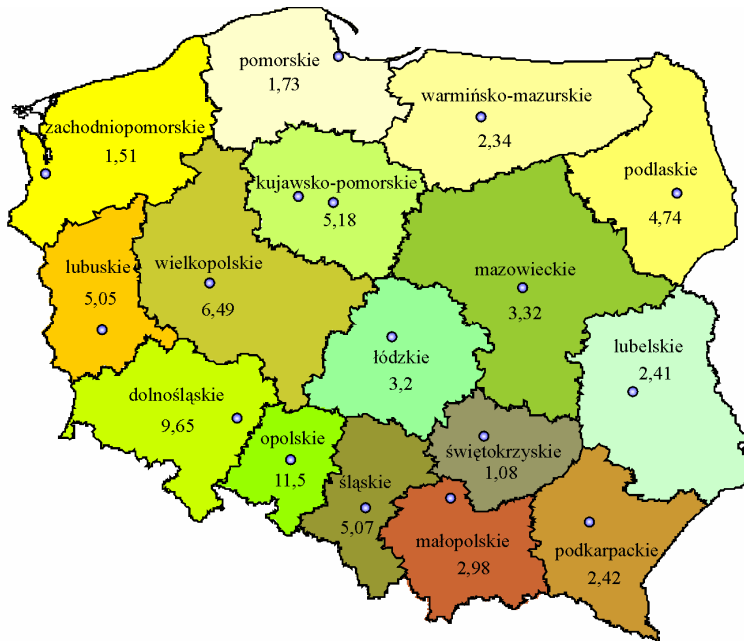 pomorskie
1,73
warmińsko-mazurskie
2,34
zachodniopomorskie
1,51
podlaskie
4,74
kujawsko-pomorskie
5,18
lubuskie
5,05
wielkopolskie
6,49
mazowieckie
3,32
łódzkie
3,2
lubelskie
2,41
dolnośląskie
9,65
opolskie
11,5
świętokrzyskie
1,08
śląskie
5,07
małopolskie
2,98
podkarpackie
2,42